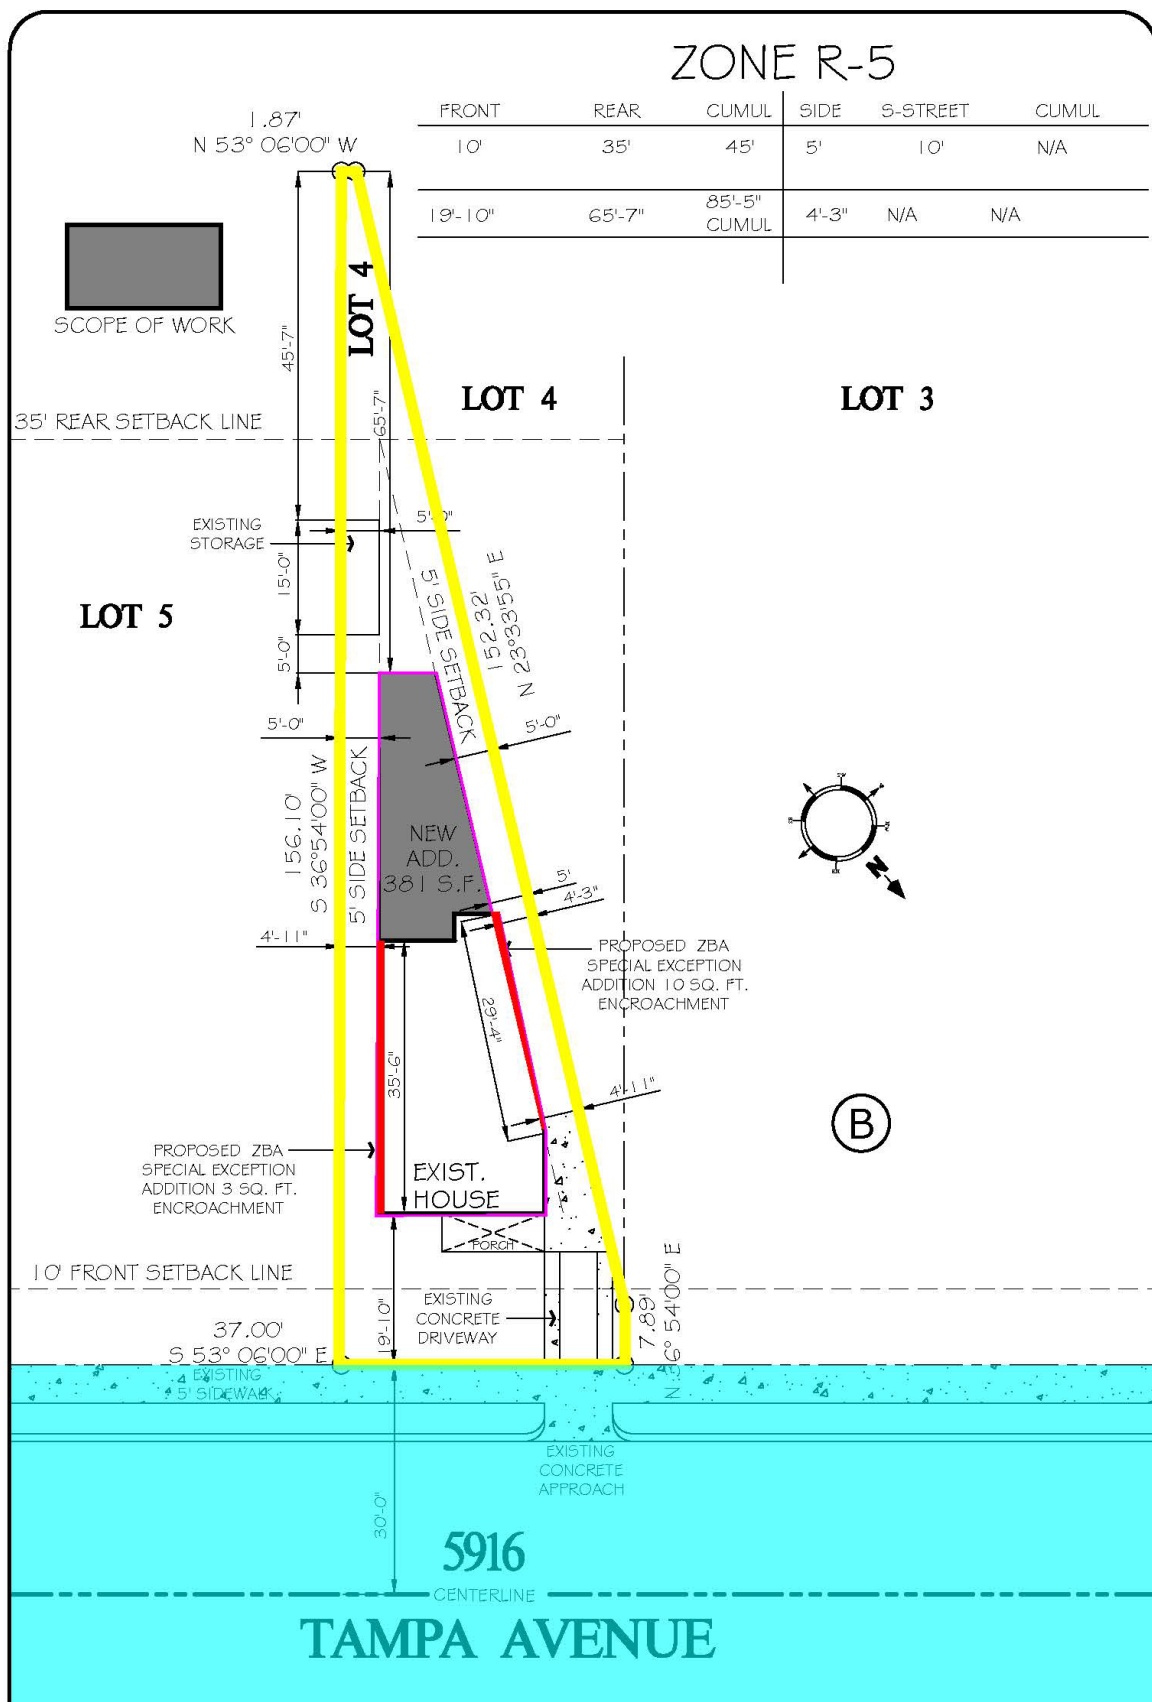 ZONE R-5
FRONT REAR CUMUL SIDE S-STREET CUMUL
10' 35' 45' 5' 10' N/A
19'-10" 65'-7" 85'-5" CUMUL 4'-3" N/A N/A
1.87'
N 53° 06'00" W
SCOPE OF WORK
LOT 4
45'-7"
65'-7"
LOT 4
LOT 3
35' REAR SETBACK LINE
EXISTING
STORAGE
5'-0"
15'-0"
5'-0"
LOT 5
5' SIDE SETBACK
152.32'
N 23°33'55" E
5'-0"
5'-0"
156.10'
S 36°54'00" W
5' SIDE SETBACK
NEW
ADD.
381 S.F.
5'
4'-3"
4'-11"
N
PROPOSED ZBA
SPECIAL EXCEPTION
ADDITION 10 SQ. FT.
ENCROACHMENT
29'-4"
35'-6"
4'-11"
B
PROPOSED ZBA
SPECIAL EXCEPTION
ADDITION 3 SQ. FT.
ENCROACHMENT
EXIST.
HOUSE
PORCH
10' FRONT SETBACK LINE
19'-10"
EXISTING
CONCRETE
DRIVEWAY
7.89'
N 36° 54'00" E
37.00'
S 53° 06'00" E
EXISTING
5' SIDEWALK
EXISTING
CONCRETE
APPROACH
30'-0"
5916
CENTERLINE
TAMPA AVENUE